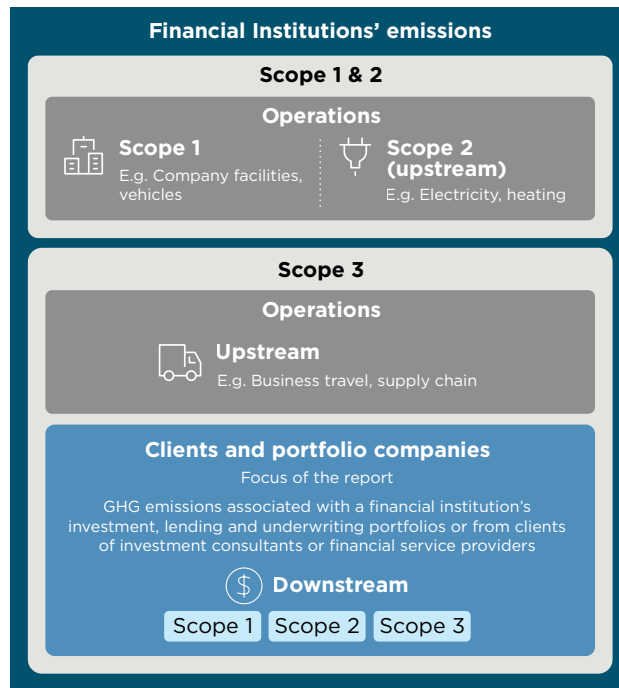 Financial Institutions’ emissions
Scope 1 & 2
Operations
Scope 1
E.g. Company facilities,
vehicles
Scope 2
(upstream)
E.g. Electricity, heating
Scope 3
Operations
Upstream
E.g. Business travel, supply chain
Clients and portfolio companies
Focus of the report
GHG emissions associated with a financial institution’s
investment, lending and underwriting portfolios or from clients
of investment consultants or financial service providers
$ Downstream
Scope 1 Scope 2 Scope 3